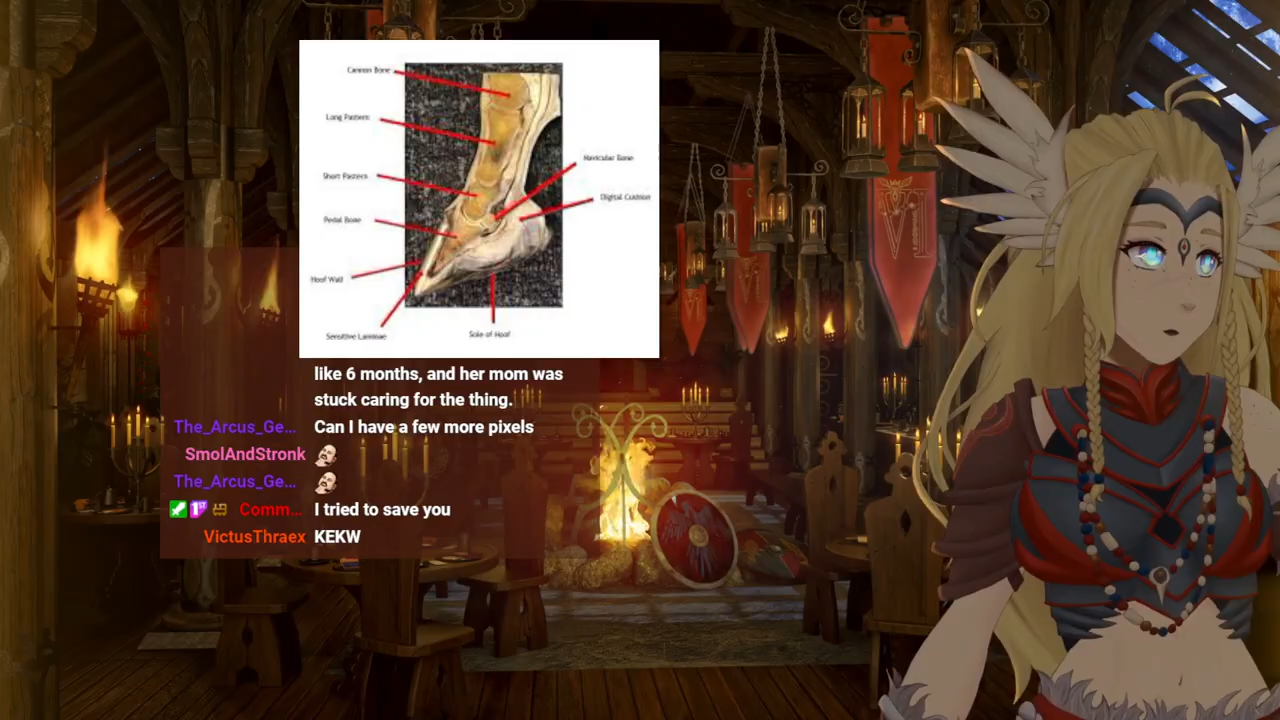 Cannon Bone
Long Pastern
Navicular Bone
Short Pastern
Digital Cushion
Pedal Bone
Hoof Wall
Sensitive Laminae
Sole of Hoof
like 6 months, and her mom was
stuck caring for the thing.
The_Arcus_Ge... Can I have a few more pixels
SmolAndStronk
The_Arcus_Ge...
1ST Comm... I tried to save you
VictusThraex KEKW